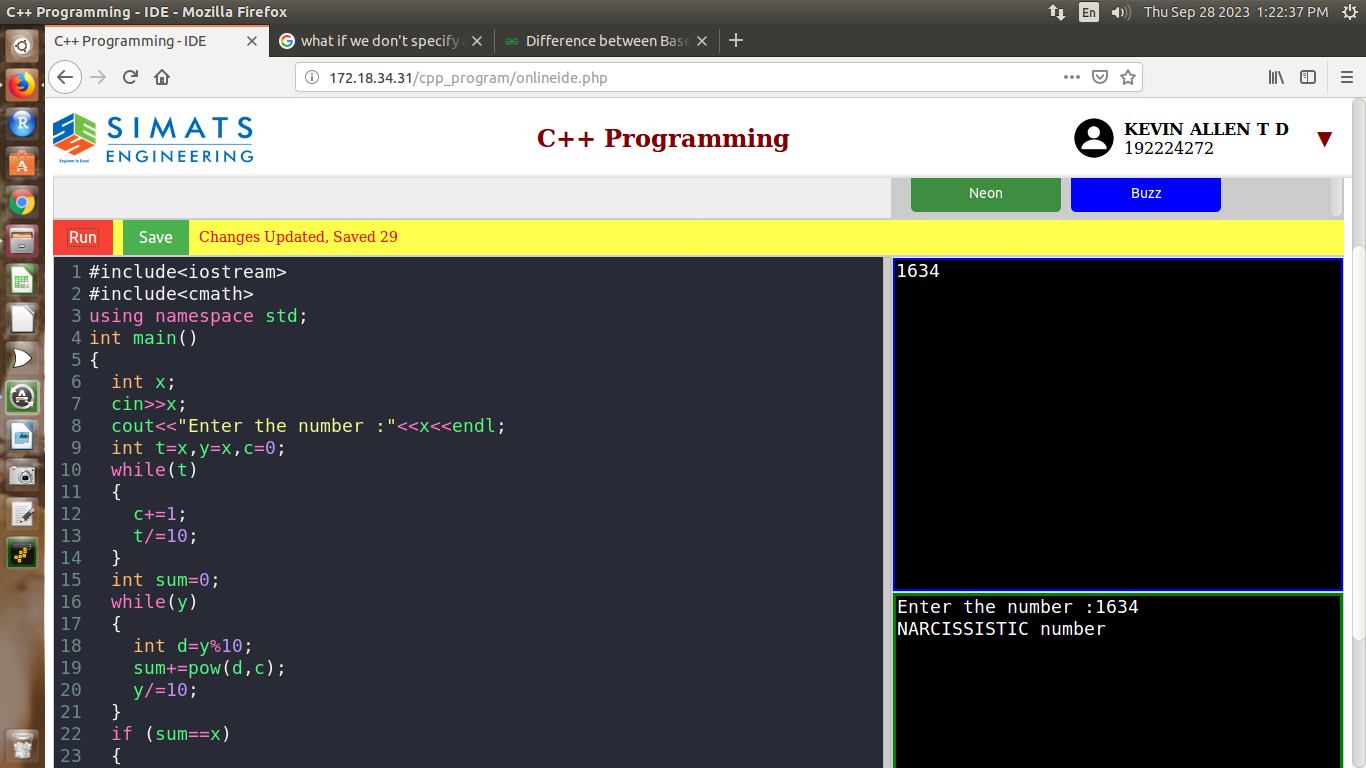 C++ Programming - IDE - Mozilla Firefox
En
Thu Sep 28 2023 1:22:37 PM
C++ Programming - IDE
what if we don't specify
Difference between Base
172.18.34.31/cpp_program/onlineide.php
SIMATS
ENGINEERING
Engineer to Excel
C++ Programming
KEVIN ALLEN T D
192224272
Neon
Buzz
Run
Save
Changes Updated, Saved 29
1 #include<iostream>
2 #include<cmath>
3 using namespace std;
4 int main()
5 {
6 int x;
7 cin>>x;
8 cout<<"Enter the number :"<<x<<endl;
9 int t=x,y=x,c=0;
10 while(t)
11 {
12 c+=1;
13 t/=10;
14 }
15 int sum=0;
16 while(y)
17 {
18 int d=y%10;
19 sum+=pow(d,c);
20 y/=10;
21 }
22 if (sum==x)
23 {
1634
Enter the number :1634
NARCISSISTIC number